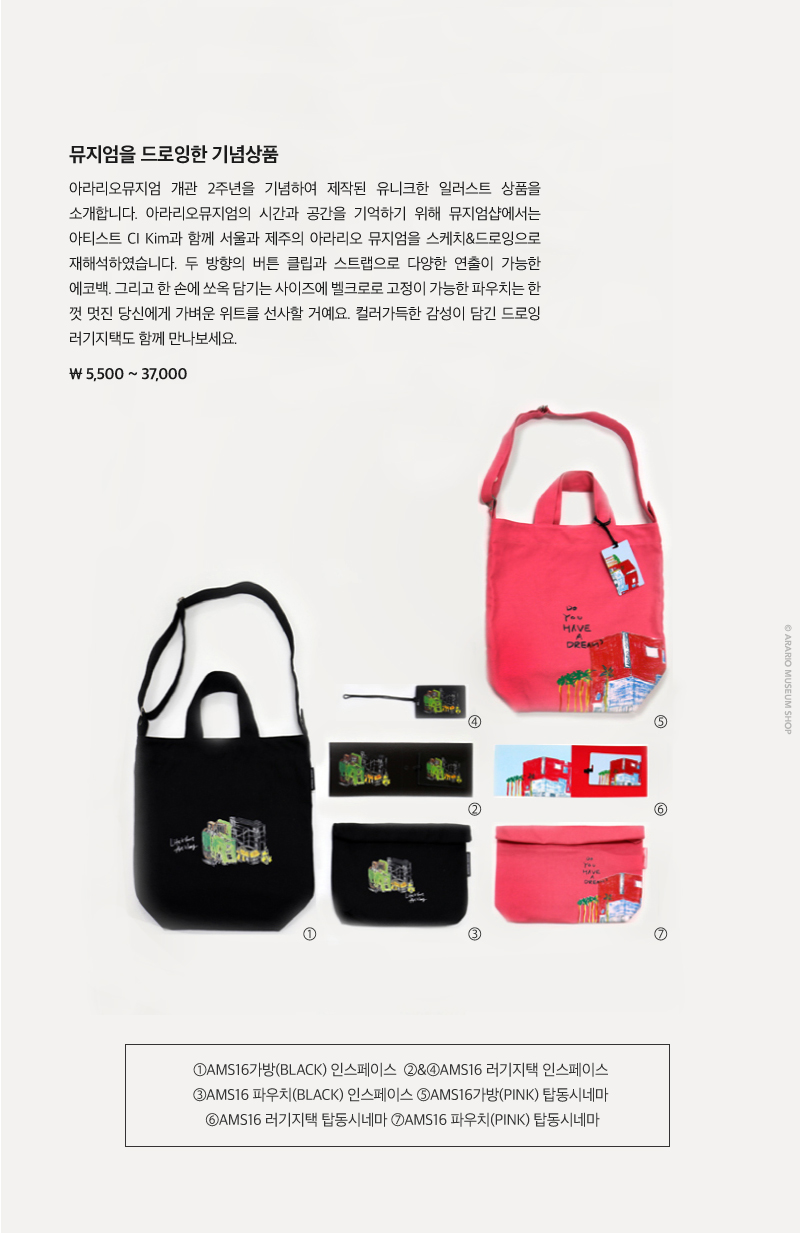 뮤지엄을 드로잉한 기념상품
아라리오뮤지엄 개관 2주년을 기념하여 제작된 유니크한 일러스트 상품을
소개합니다. 아라리오뮤지엄의 시간과 공간을 기억하기 위해 뮤지엄샵에서는
아티스트 CI Kim과 함께 서울과 제주의 아라리오 뮤지엄을 스케치&드로잉으로
재해석하였습니다. 두 방향의 버튼 클립과 스트랩으로 다양한 연출이 가능한
에코백. 그리고 한 손에 쏘옥 담기는 사이즈에 벨크로로 고정이 가능한 파우치는 한
껏 멋진 당신에게 가벼운 위트를 선사할 거예요. 컬러가득한 감성이 담긴 드로잉
러기지택도 함께 만나보세요.
₩ 5,500 ~ 37,000
DO
YOU
HAVE
A
DREAM?
④
⑤
②
⑥
DO
YOU
HAVE
A
DREAM
①
③
⑦
© ARARIO MUSEUM SHOP
①AMS16가방(BLACK) 인스페이스 ②&④AMS16 러기지택 인스페이스
③AMS16 파우치(BLACK) 인스페이스 ⑤AMS16가방(PINK) 탑동시네마
⑥AMS16 러기지택 탑동시네마 ⑦AMS16 파우치(PINK) 탑동시네마